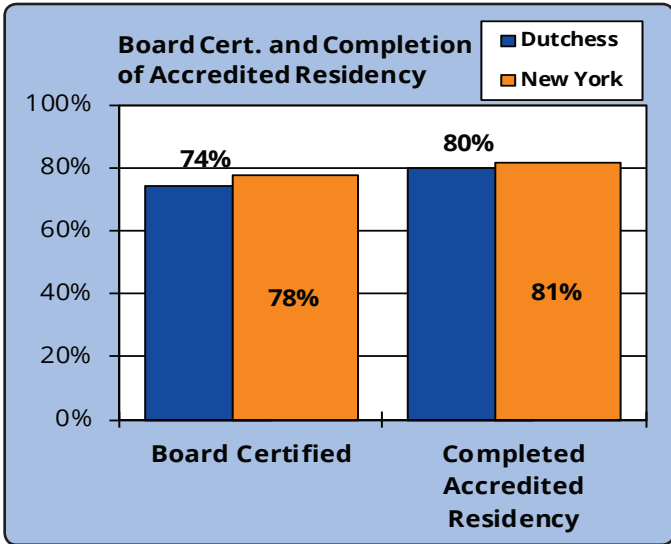 Board Cert. and Completion
of Accredited Residency
Dutchess
New York
100%
80%
60%
40%
20%
0%
74%
78%
80%
81%
Board Certified
Completed
Accredited
Residency